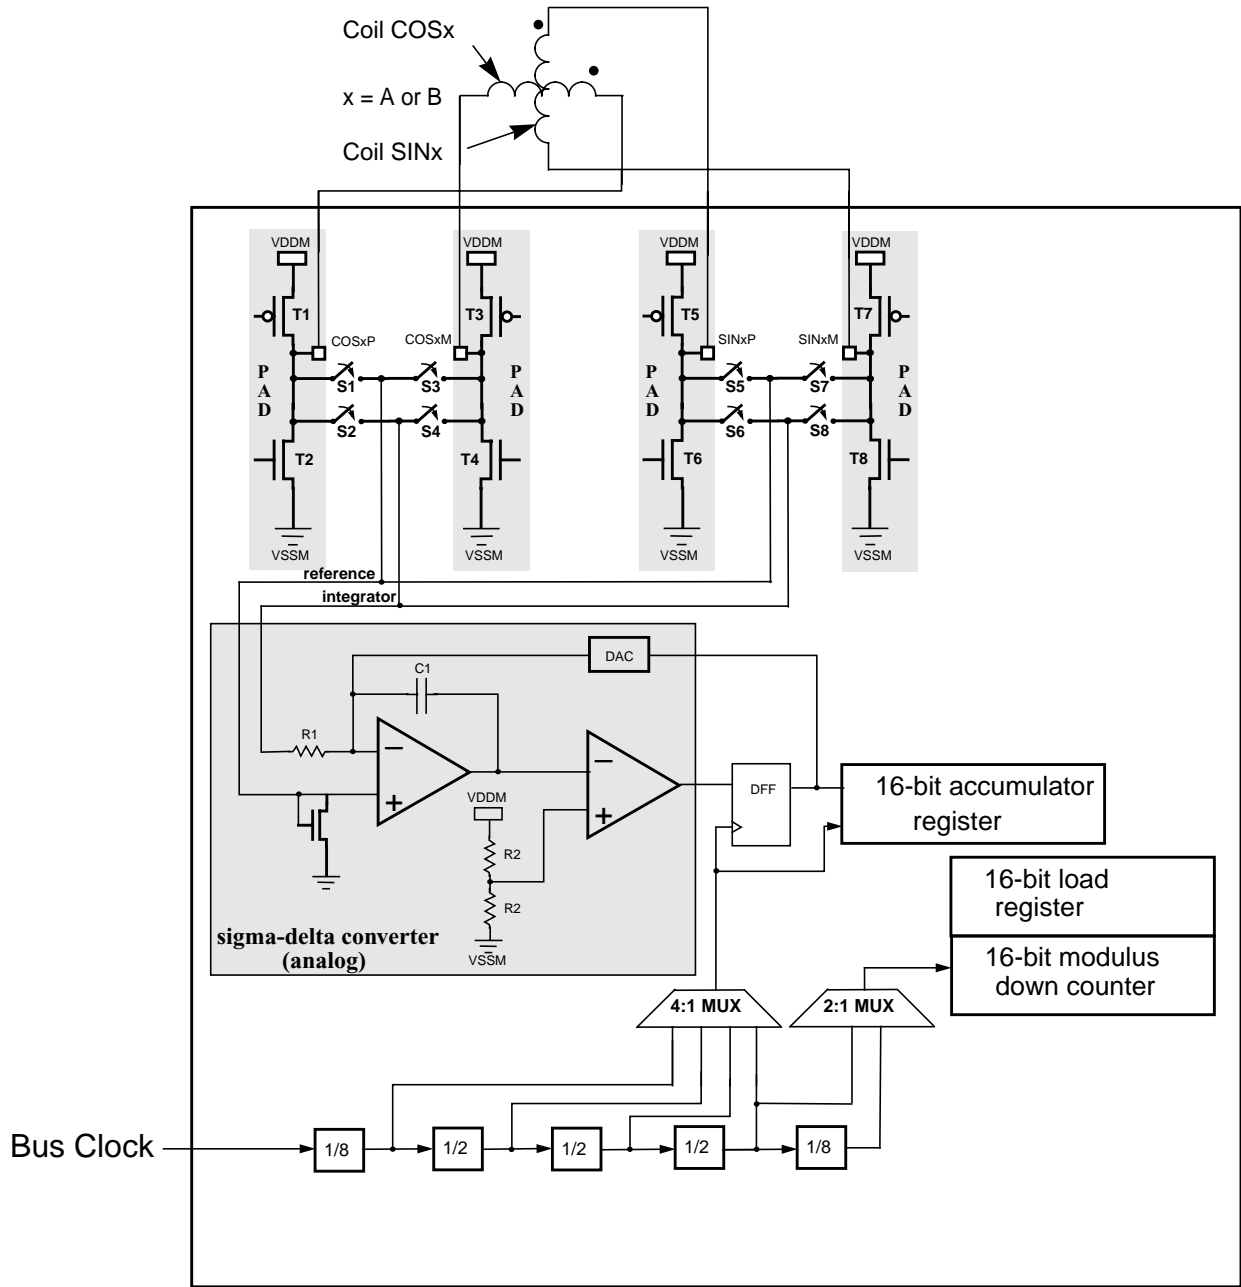 Coil COSx
x = A or B
Coil SINx
VDDM
VDDM
VDDM
VDDM
T1
T3
T5
T7
COSxP
COSxM
SINxP
SINxM
P
A
D
P
A
D
P
A
D
P
A
D
S1
S3
S5
S7
S2
S4
S6
S8
T2
T4
T6
T8
VSSM
VSSM
VSSM
VSSM
reference
integrator
DAC
C1
R1
−
+
−
+
VDDM
R2
R2
VSSM
DFF
16-bit accumulator
register
sigma-delta converter
(analog)
16-bit load
register
16-bit modulus
down counter
4:1 MUX
2:1 MUX
Bus Clock
1/8
1/2
1/2
1/2
1/8